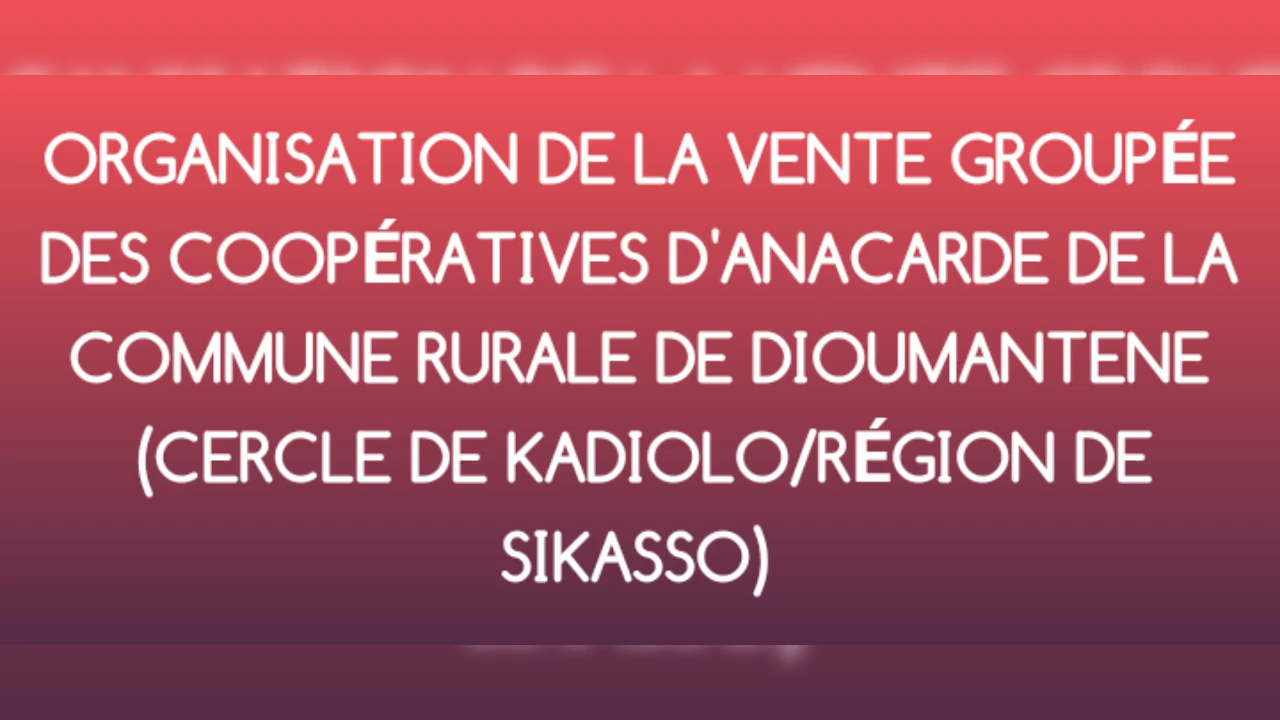 ORGANISATION DE LA VENTE GROUPÉE
DES COOPÉRATIVES D'ANACARDE DE LA
COMMUNE RURALE DE DIOUMANTENE
(CERCLE DE KADIOLO/RÉGION DE
SIKASSO)